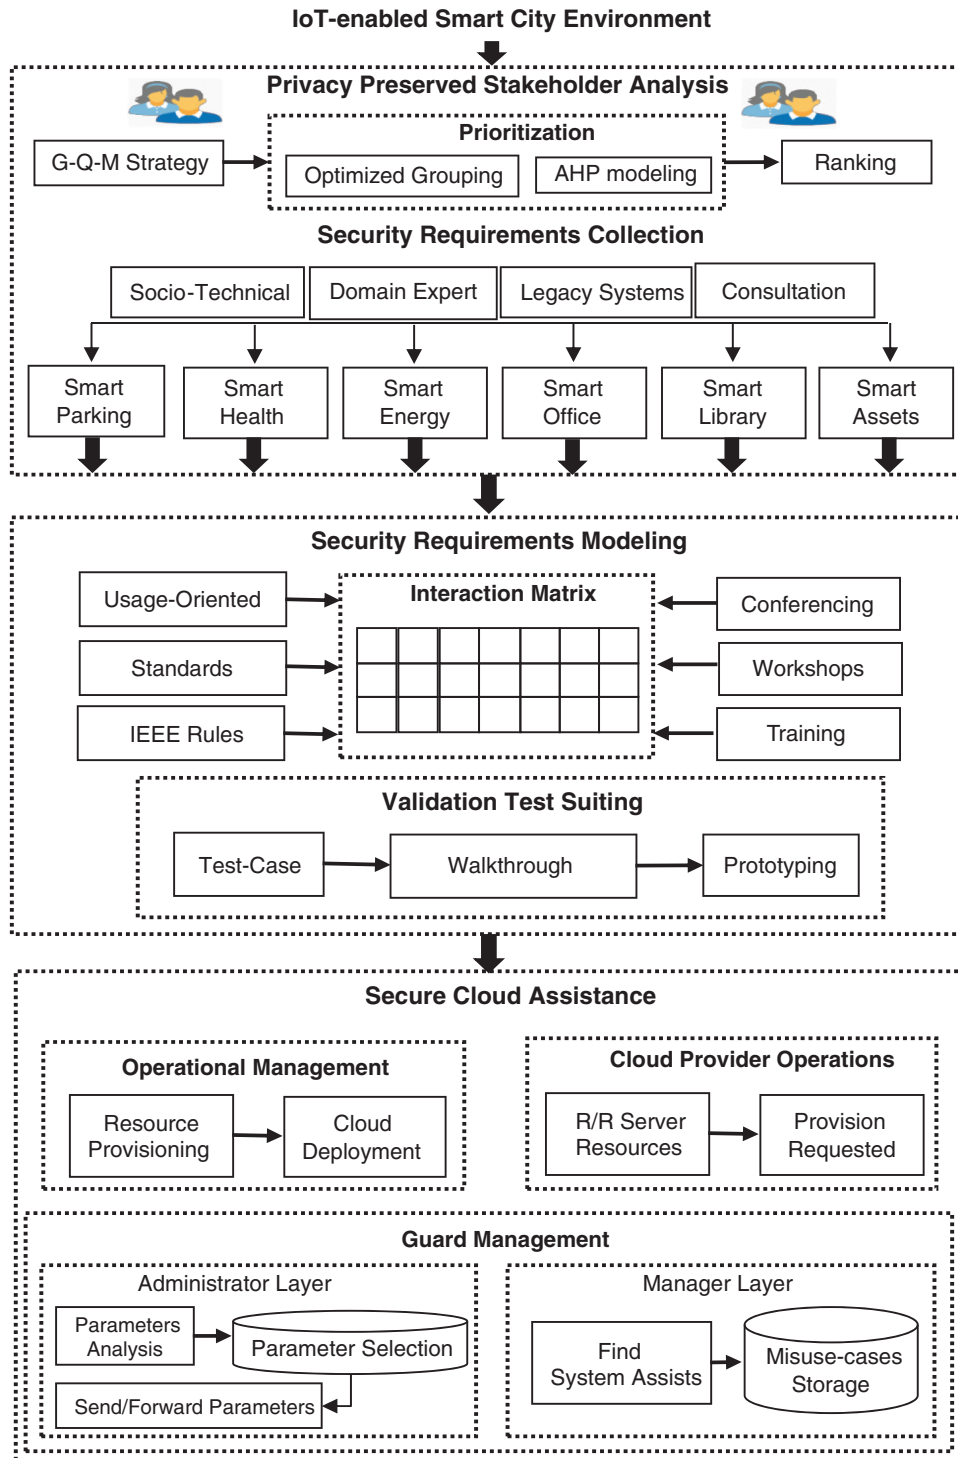 IoT-enabled Smart City Environment
Privacy Preserved Stakeholder Analysis
G-Q-M Strategy
Prioritization
Optimized Grouping
AHP modeling
Ranking
Security Requirements Collection
Socio-Technical
Domain Expert
Legacy Systems
Consultation
Smart
Parking
Smart
Health
Smart
Energy
Smart
Office
Smart
Library
Smart
Assets
Security Requirements Modeling
Usage-Oriented
Standards
IEEE Rules
Interaction Matrix
Conferencing
Workshops
Training
Validation Test Suiting
Test-Case
Walkthrough
Prototyping
Secure Cloud Assistance
Operational Management
Resource
Provisioning
Cloud
Deployment
Cloud Provider Operations
R/R Server
Resources
Provision
Requested
Guard Management
Administrator Layer
Parameters
Analysis
Parameter Selection
Send/Forward Parameters
Manager Layer
Find
System Assists
Misuse-cases
Storage